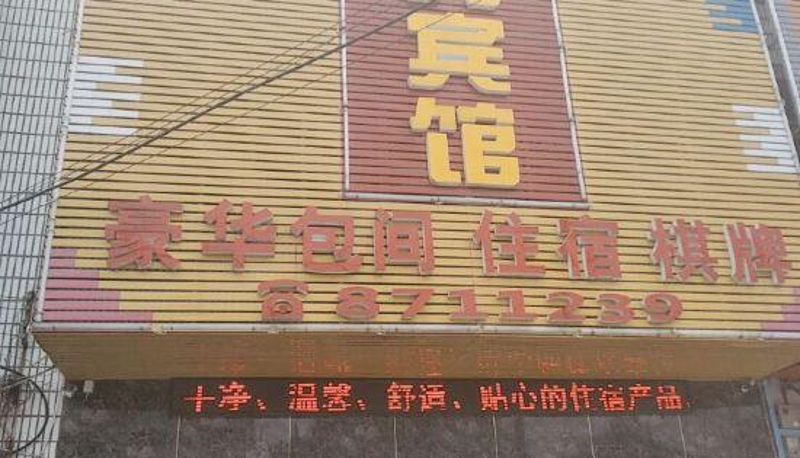 宾馆
豪华包间 住宿 棋牌
☎8711239
干净、温馨、舒适、贴心的住宿产品.